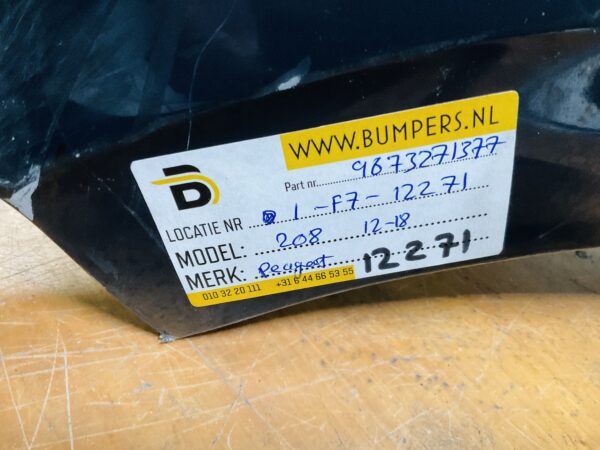 WWW.BUMPERS.NL
Part nr. 9673271377
LOCATIE NR 1-F7-12271
MODEL: 208 12-18
MERK: Peugeot 12271
010 32 20 111 +31 6 44 66 53 55